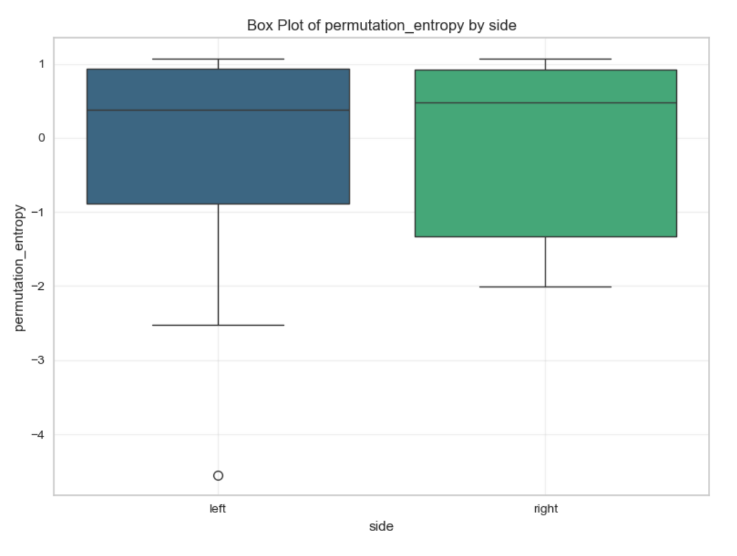 Box Plot of permutation_entropy by side
permutation_entropy
1
0
−1
−2
−3
−4
left
right
side